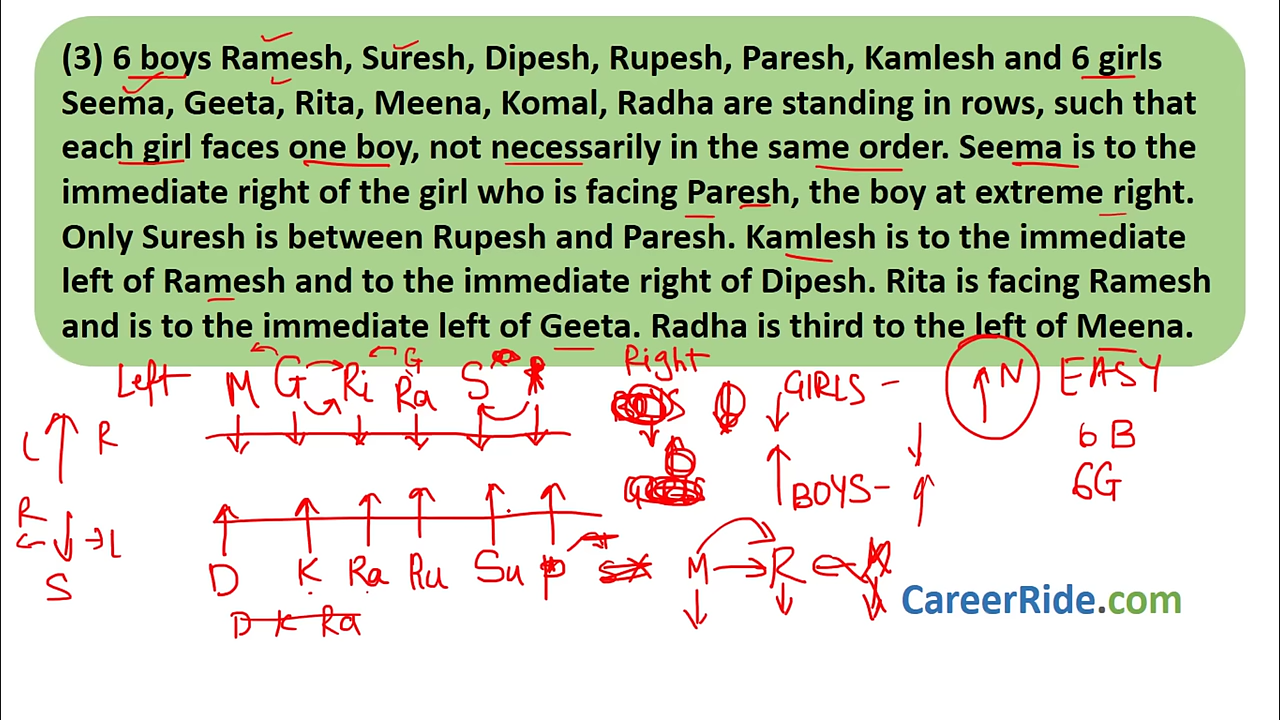 (3) 6 boys Ramesh, Suresh, Dipesh, Rupesh, Paresh, Kamlesh and 6 girls
Seema, Geeta, Rita, Meena, Komal, Radha are standing in rows, such that
each girl faces one boy, not necessarily in the same order. Seema is to the
immediate right of the girl who is facing Paresh, the boy at extreme right.
Only Suresh is between Rupesh and Paresh. Kamlesh is to the immediate
left of Ramesh and to the immediate right of Dipesh. Rita is facing Ramesh
and is to the immediate left of Geeta. Radha is third to the left of Meena.
Left M G Ri Ra S Right GIRLS - N EASY
G
L R 6 B
BOYS - 6G
R L
S
D K Ra Ru Su P M R
D K Ra
CareerRide.com